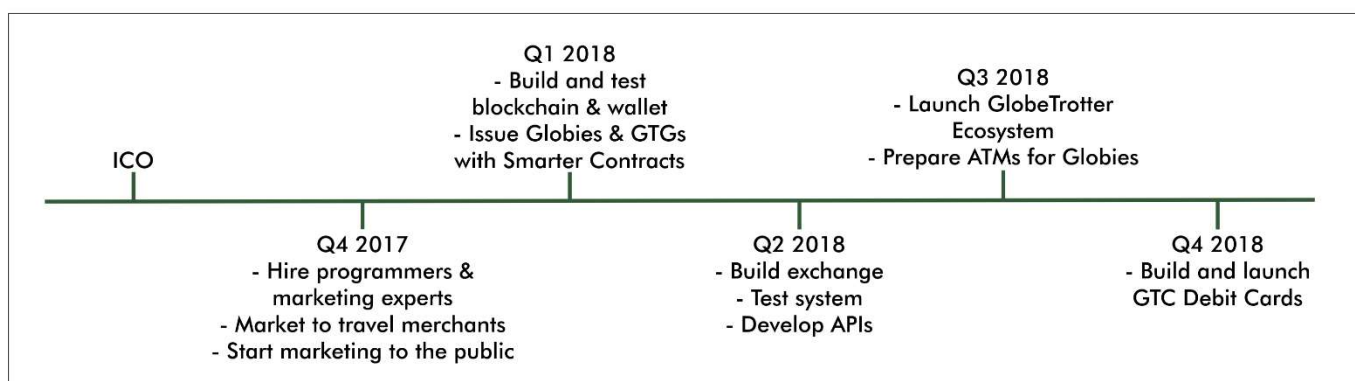 ICO
Q4 2017
- Hire programmers &
marketing experts
- Market to travel merchants
- Start marketing to the public
Q1 2018
- Build and test
blockchain & wallet
- Issue Globies & GTGs
with Smarter Contracts
Q2 2018
- Build exchange
- Test system
- Develop APIs
Q3 2018
- Launch GlobeTrotter
Ecosystem
- Prepare ATMs for Globies
Q4 2018
- Build and launch
GTC Debit Cards